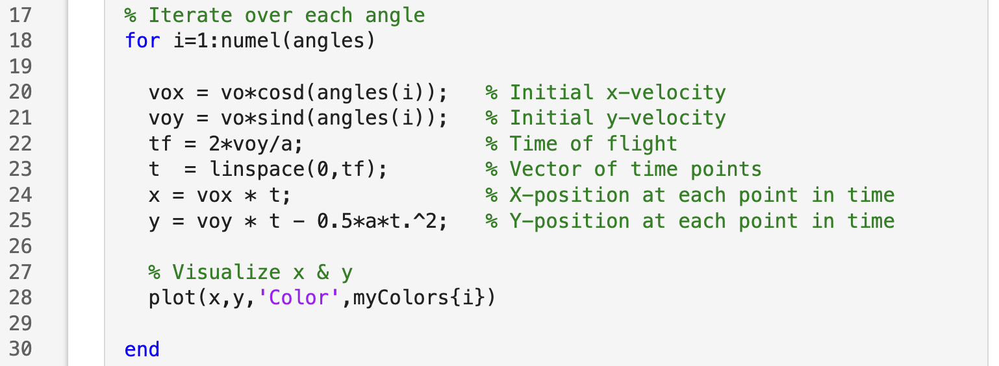 17 % Iterate over each angle
18 for i=1:numel(angles)
19
20 vox = vo*cosd(angles(i)); % Initial x-velocity
21 voy = vo*sind(angles(i)); % Initial y-velocity
22 tf = 2*voy/a; % Time of flight
23 t  = linspace(0,tf); % Vector of time points
24 x = vox * t; % X-position at each point in time
25 y = voy * t - 0.5*a*t.^2; % Y-position at each point in time
26
27 % Visualize x & y
28 plot(x,y,'Color',myColors{i})
29
30 end